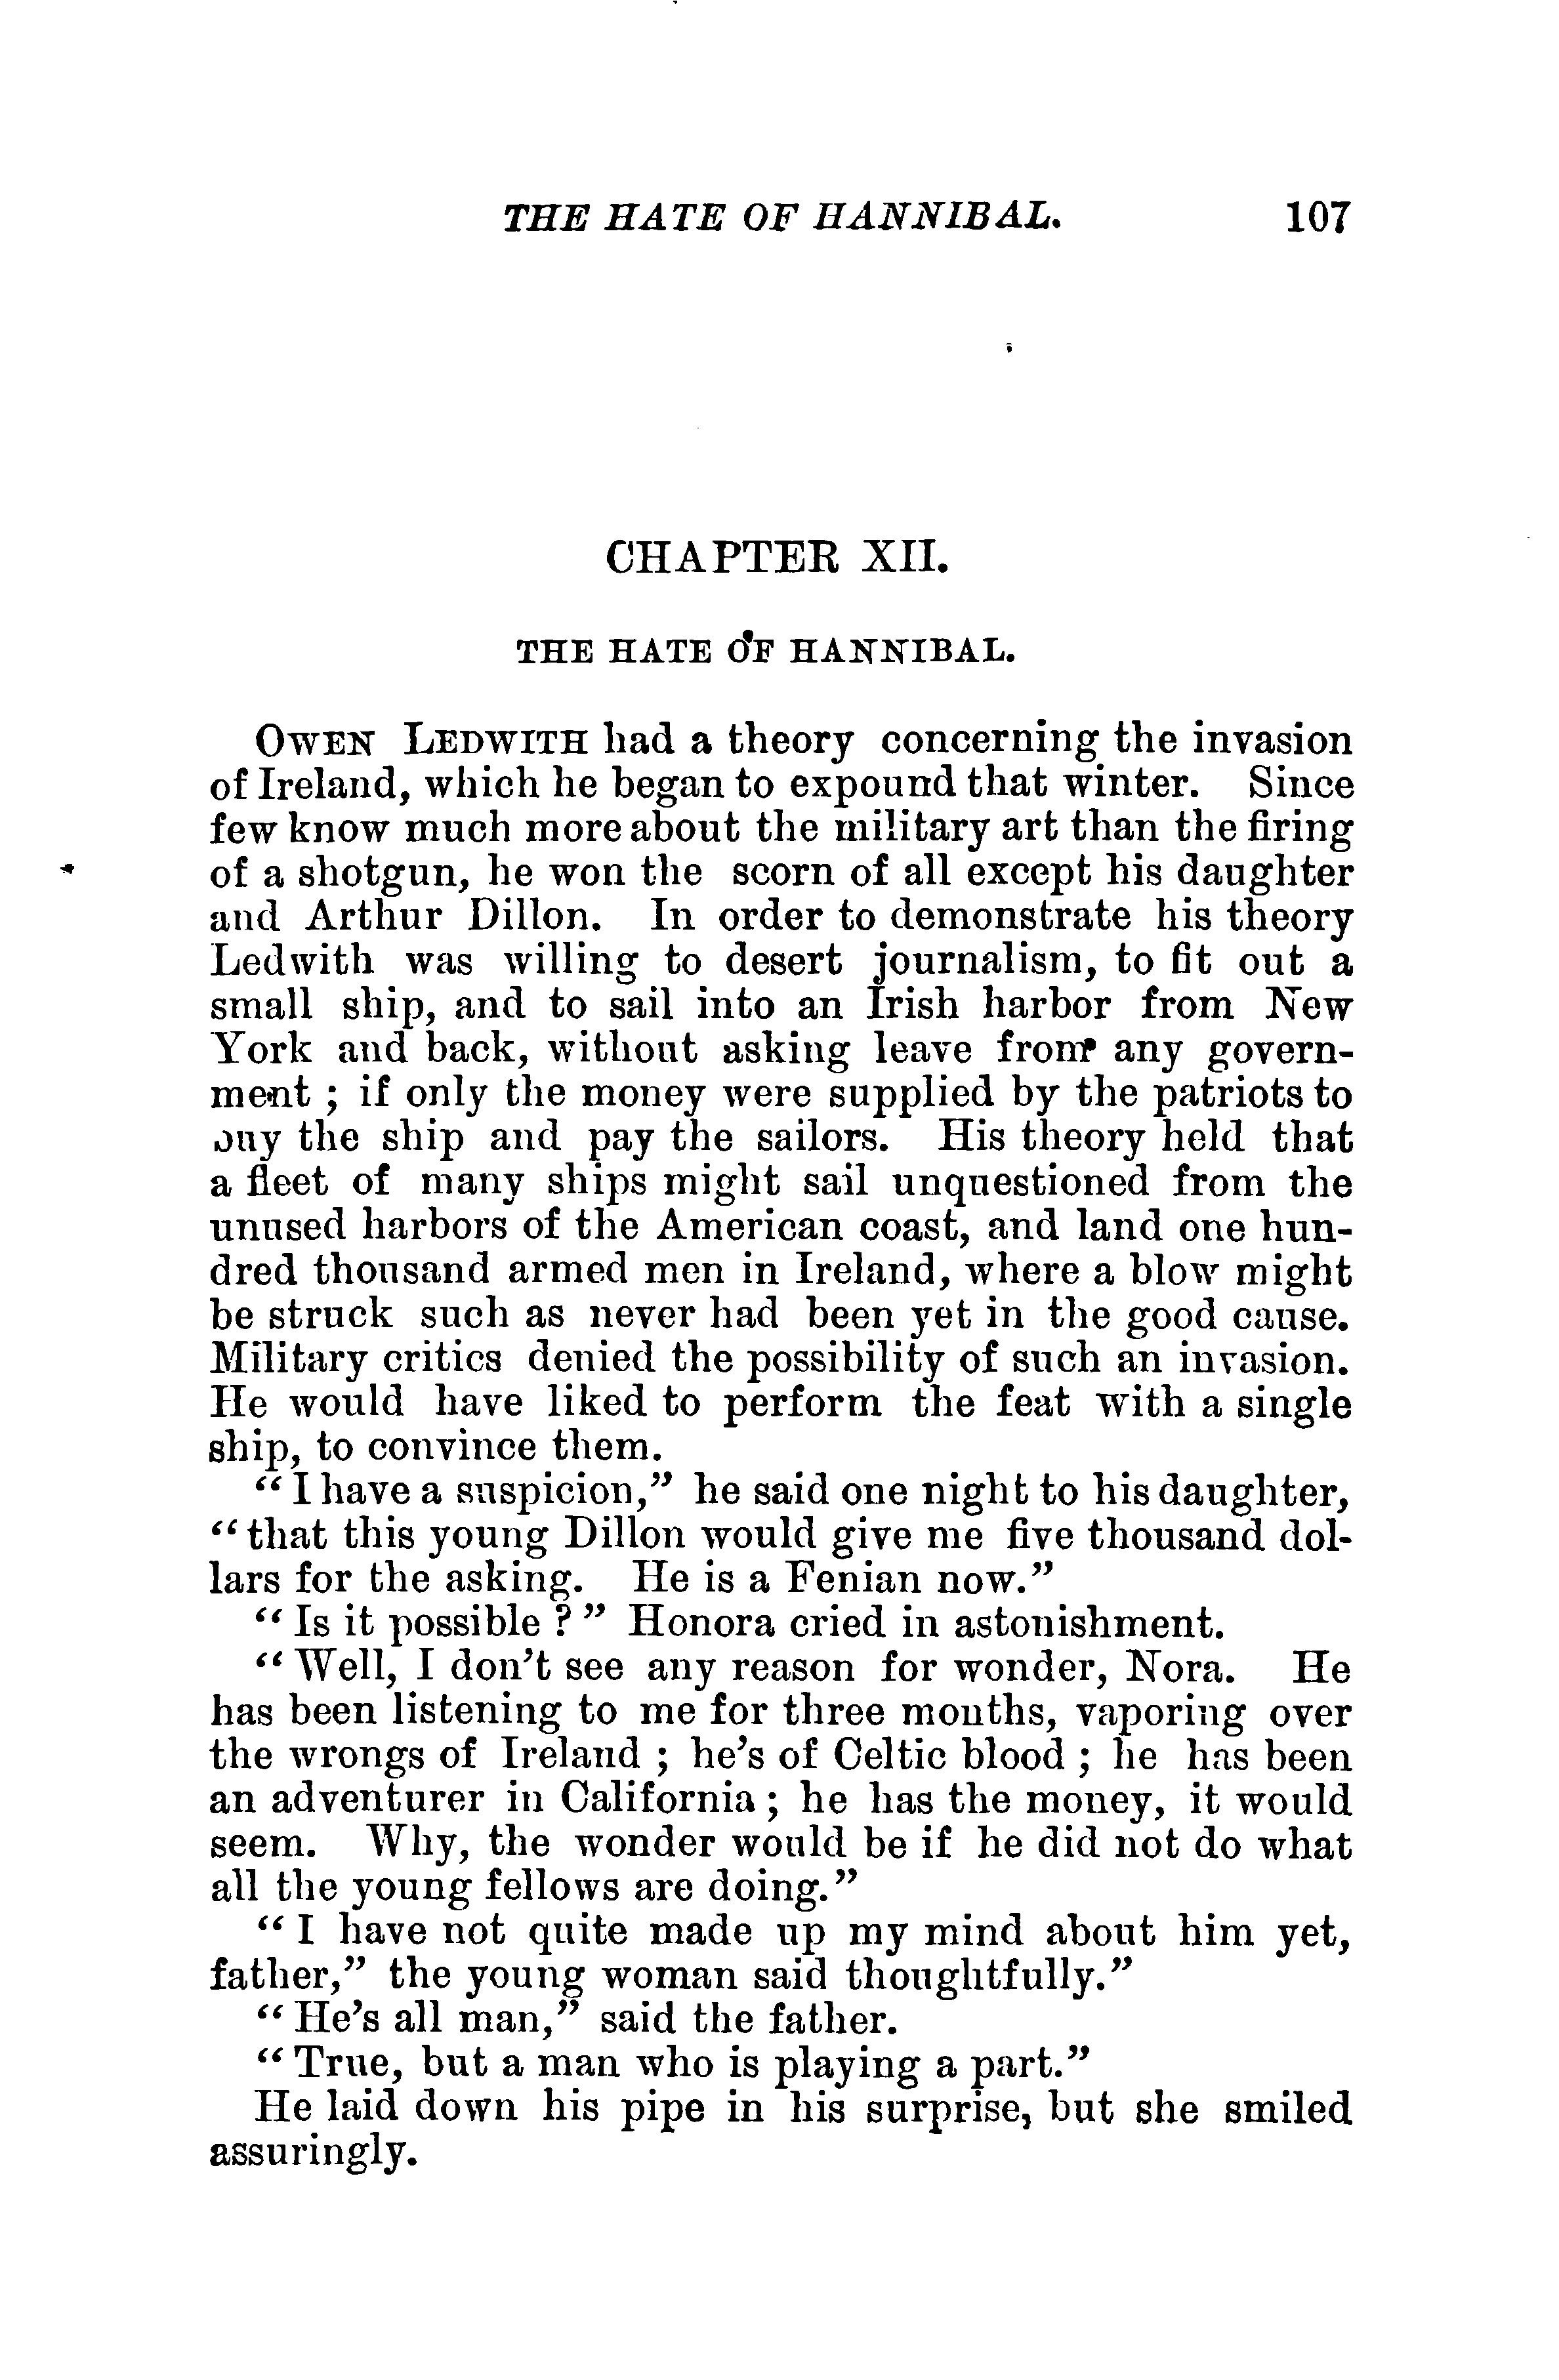 THE HATE OF HANNIBAL. 107
CHAPTER XII.
THE HATE OF HANNIBAL.
OWEN LEDWITH had a theory concerning the invasion
of Ireland, which he began to expound that winter. Since
few know much more about the military art than the firing
of a shotgun, he won the scorn of all except his daughter
and Arthur Dillon. In order to demonstrate his theory
Ledwith was willing to desert journalism, to fit out a
small ship, and to sail into an Irish harbor from New
York and back, without asking leave from any govern-
ment ; if only the money were supplied by the patriots to
buy the ship and pay the sailors. His theory held that
a fleet of many ships might sail unquestioned from the
unused harbors of the American coast, and land one hun-
dred thousand armed men in Ireland, where a blow might
be struck such as never had been yet in the good cause.
Military critics denied the possibility of such an invasion.
He would have liked to perform the feat with a single
ship, to convince them.
“ I have a suspicion,” he said one night to his daughter,
“that this young Dillon would give me five thousand dol-
lars for the asking. He is a Fenian now.”
“ Is it possible ? ” Honora cried in astonishment.
“ Well, I don’t see any reason for wonder, Nora. He
has been listening to me for three months, vaporing over
the wrongs of Ireland ; he’s of Celtic blood ; he has been
an adventurer in California ; he has the money, it would
seem. Why, the wonder would be if he did not do what
all the young fellows are doing.”
“ I have not quite made up my mind about him yet,
father,” the young woman said thoughtfully.”
“ He’s all man,” said the father.
“ True, but a man who is playing a part.”
He laid down his pipe in his surprise, but she smiled
assuringly.